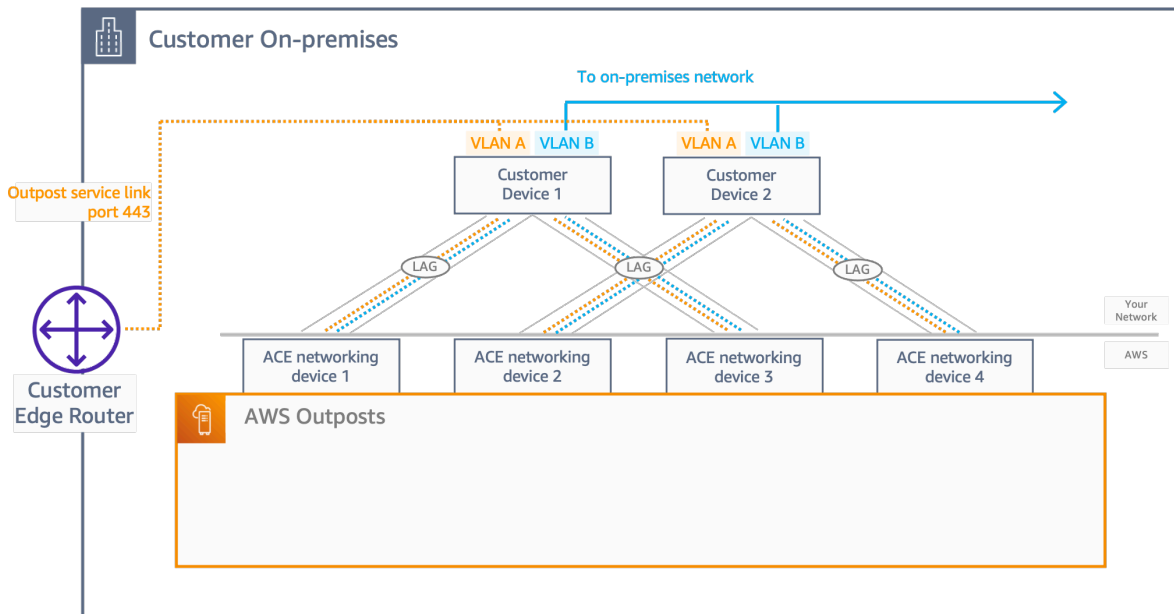 Customer On-premises
To on-premises network
VLAN A VLAN B VLAN A VLAN B
Customer
Device 1
Customer
Device 2
Outpost service link
port 443
LAG LAG LAG
Your
Network
AWS
ACE networking
device 1
ACE networking
device 2
ACE networking
device 3
ACE networking
device 4
Customer
Edge Router
AWS Outposts